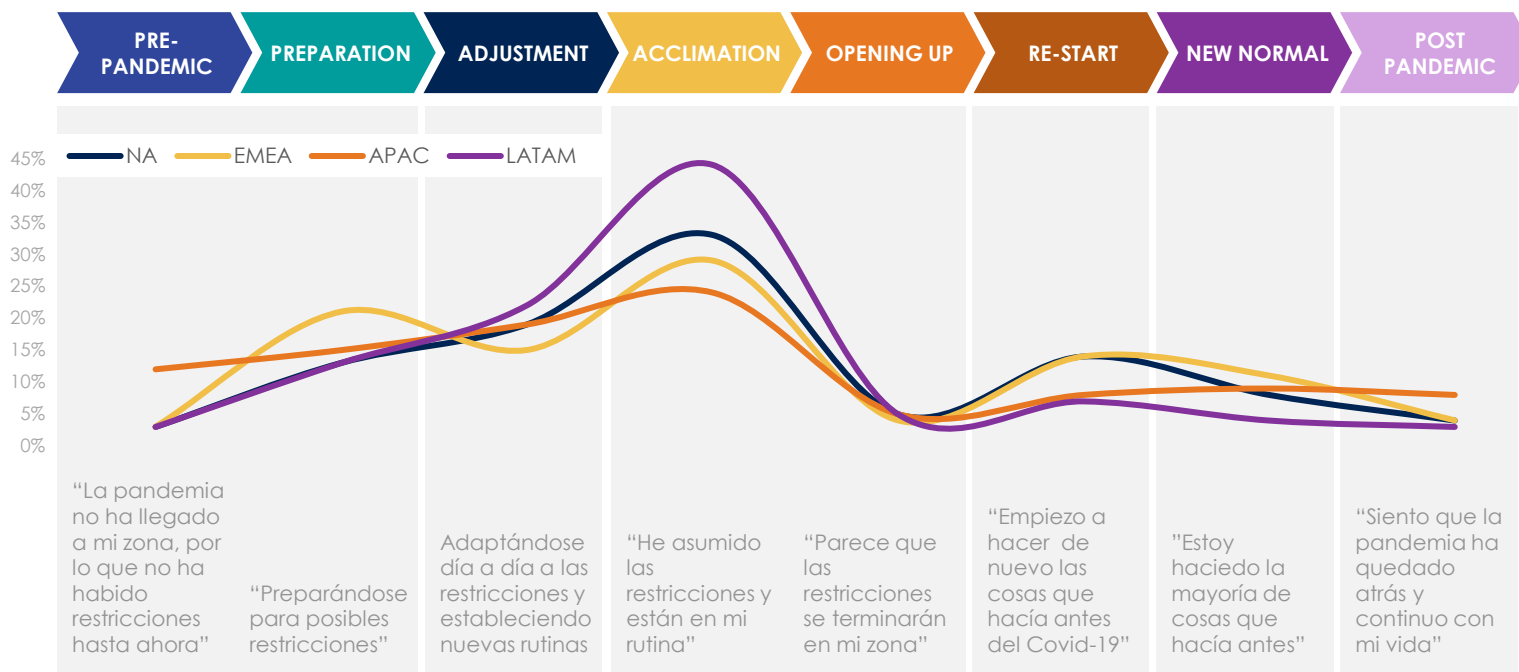 PRE-
PANDEMIC
PREPARATION
ADJUSTMENT
ACCLIMATION
OPENING UP
RE-START
NEW NORMAL
POST
PANDEMIC
NA
EMEA
APAC
LATAM
45%
40%
35%
30%
25%
20%
15%
10%
5%
0%
“La pandemia
no ha llegado
a mi zona, por
lo que no ha
habido
restricciones
hasta ahora”
“Preparándose
para posibles
restricciones”
Adaptándose
día a día a las
restricciones y
estableciendo
nuevas rutinas
“He asumido
las
restricciones y
están en mi
rutina”
“Parece que
las
restricciones
se terminarán
en mi zona”
“Empiezo a
hacer de
nuevo las
cosas que
hacía antes
del Covid-19”
”Estoy
haciedo la
mayoría de
cosas que
hacía antes”
“Siento que la
pandemia ha
quedado
atrás y
continuo con
mi vida”